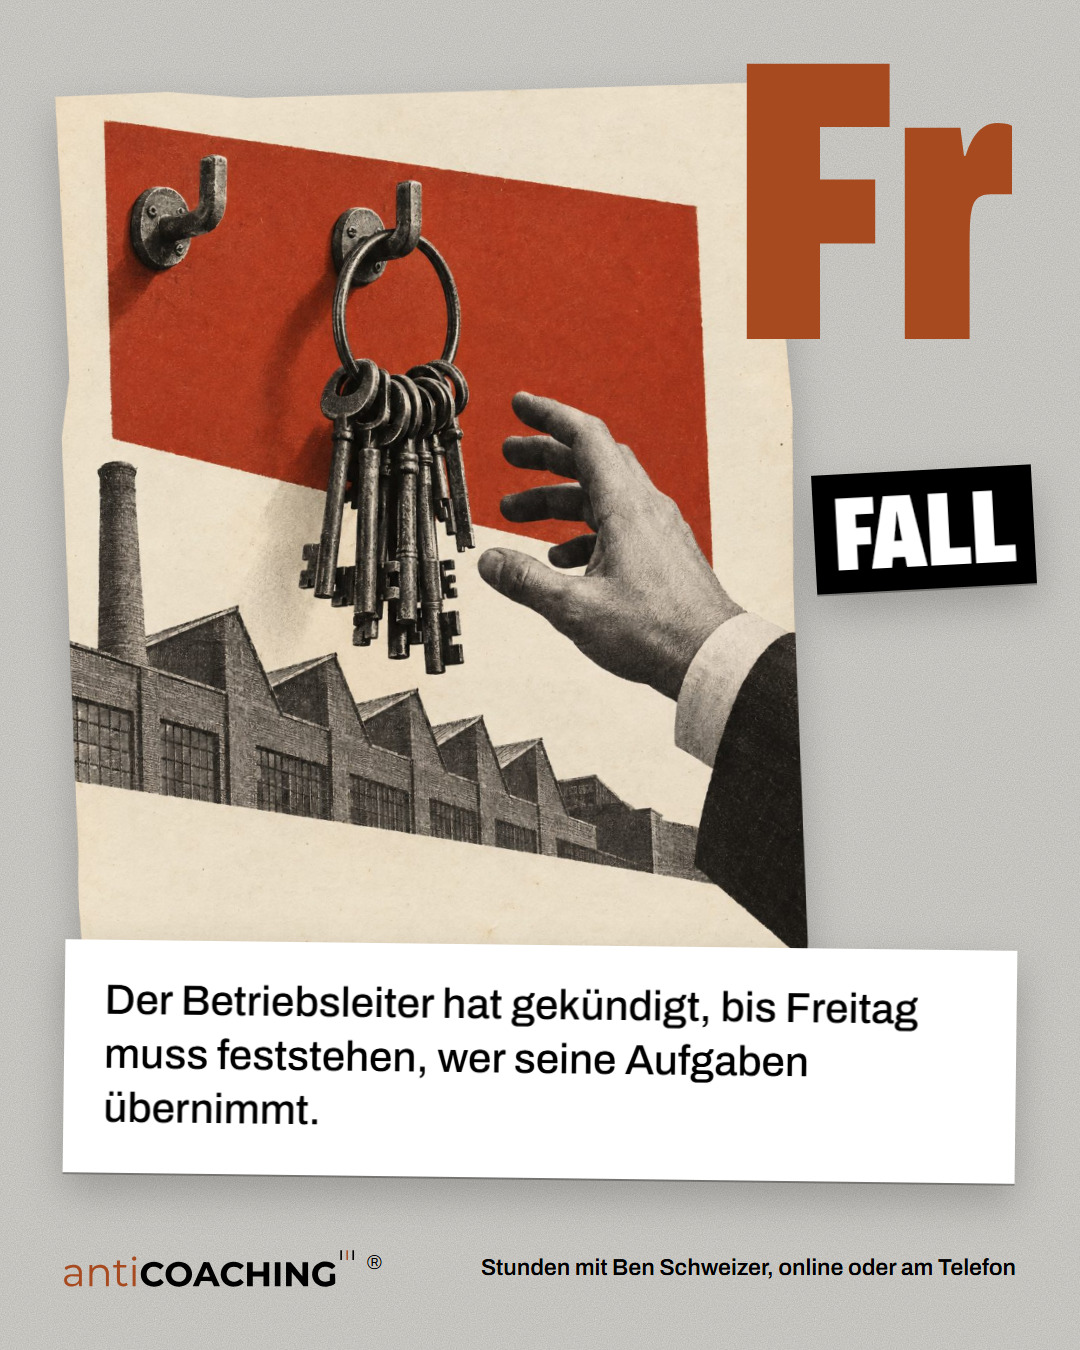 Fr
FALL
Der Betriebsleiter hat gekündigt, bis Freitag
muss feststehen, wer seine Aufgaben
übernimmt.
antiCOACHING ®
Stunden mit Ben Schweizer, online oder am Telefon